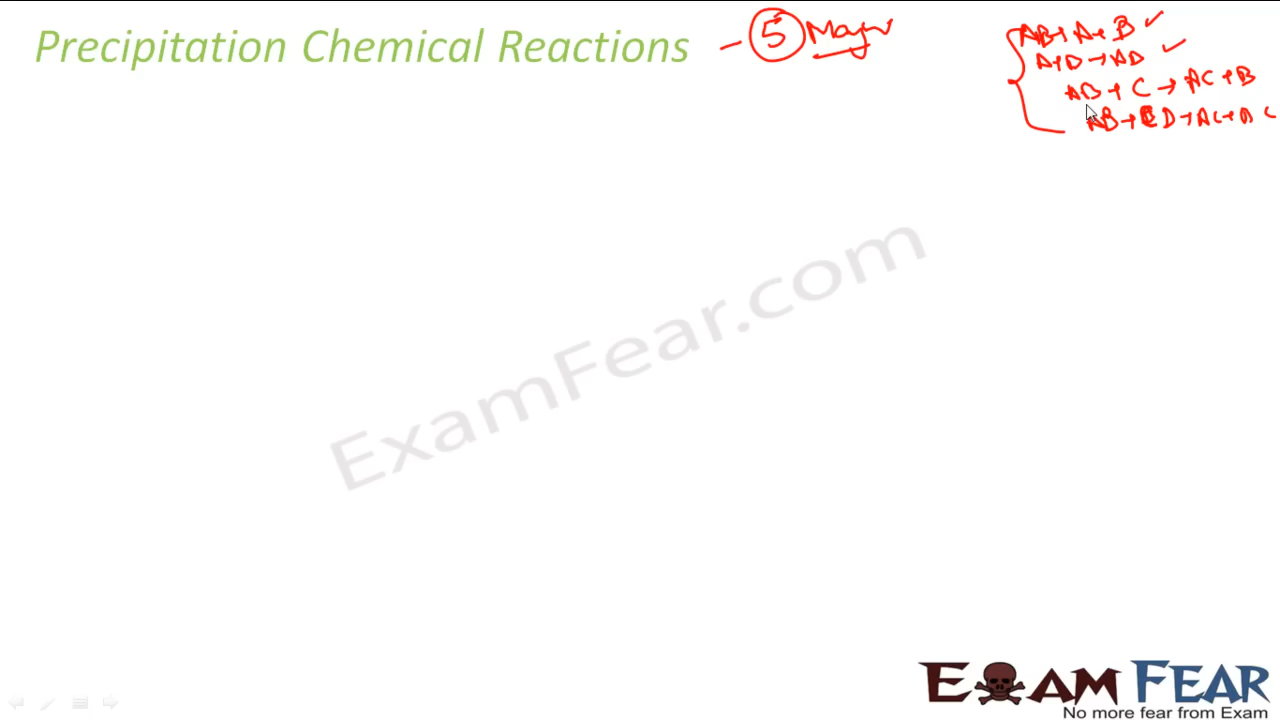 Precipitation Chemical Reactions - 5 Major
AB+ A+ B ✓
A+D → AD ✓
AB + C → AC + B
AB + CD → AC +
ExamFear.com
EXAM FEAR
No more fear from Exam